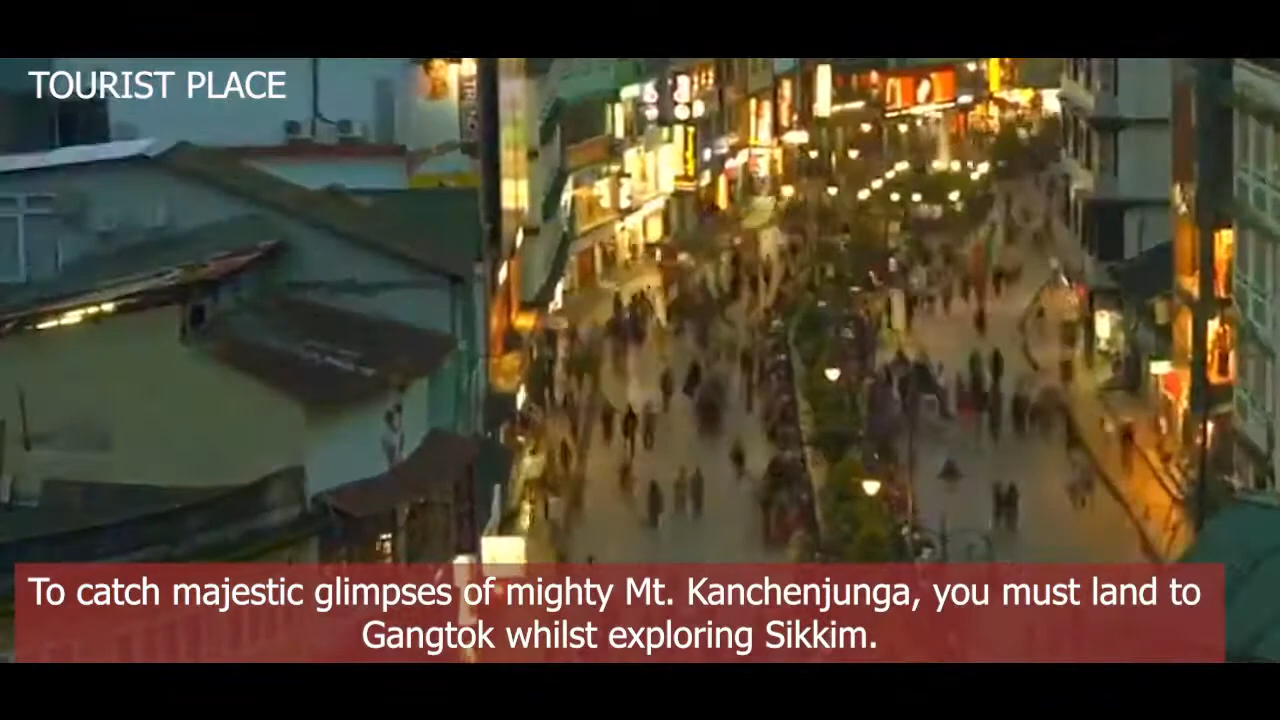 TOURIST PLACE
To catch majestic glimpses of mighty Mt. Kanchenjunga, you must land to
Gangtok whilst exploring Sikkim.